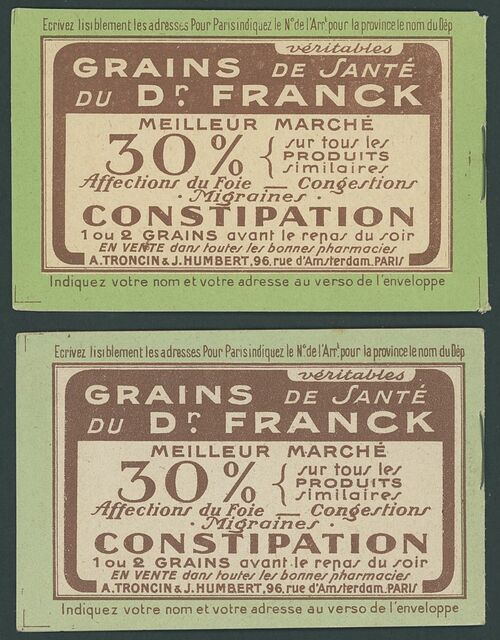 Ecrivez lisiblement les adresses Pour Paris indiquez le No de l'Arrt pour la province le nom du Dép
véritables
GRAINS DE SANTÉ
DU Dr FRANCK
MEILLEUR MARCHÉ
30% { sur tous les
PRODUITS
similaires
Affections du Foie — Congestions
· Migraines ·
CONSTIPATION
1 ou 2 GRAINS avant le repas du soir
EN VENTE dans toutes les bonnes pharmacies
A. TRONCIN & J. HUMBERT, 96, rue d'Amsterdam. PARIS
Indiquez votre nom et votre adresse au verso de l'enveloppe
Ecrivez lisiblement les adresses Pour Paris indiquez le No de l'Arrt pour la province le nom du Dép
véritables
GRAINS DE SANTÉ
DU Dr FRANCK
MEILLEUR MARCHÉ
30% { sur tous les
PRODUITS
similaires
Affections du Foie — Congestions
· Migraines ·
CONSTIPATION
1 ou 2 GRAINS avant le repas du soir
EN VENTE dans toutes les bonnes pharmacies
A. TRONCIN & J. HUMBERT, 96, rue d'Amsterdam. PARIS
Indiquez votre nom et votre adresse au verso de l'enveloppe